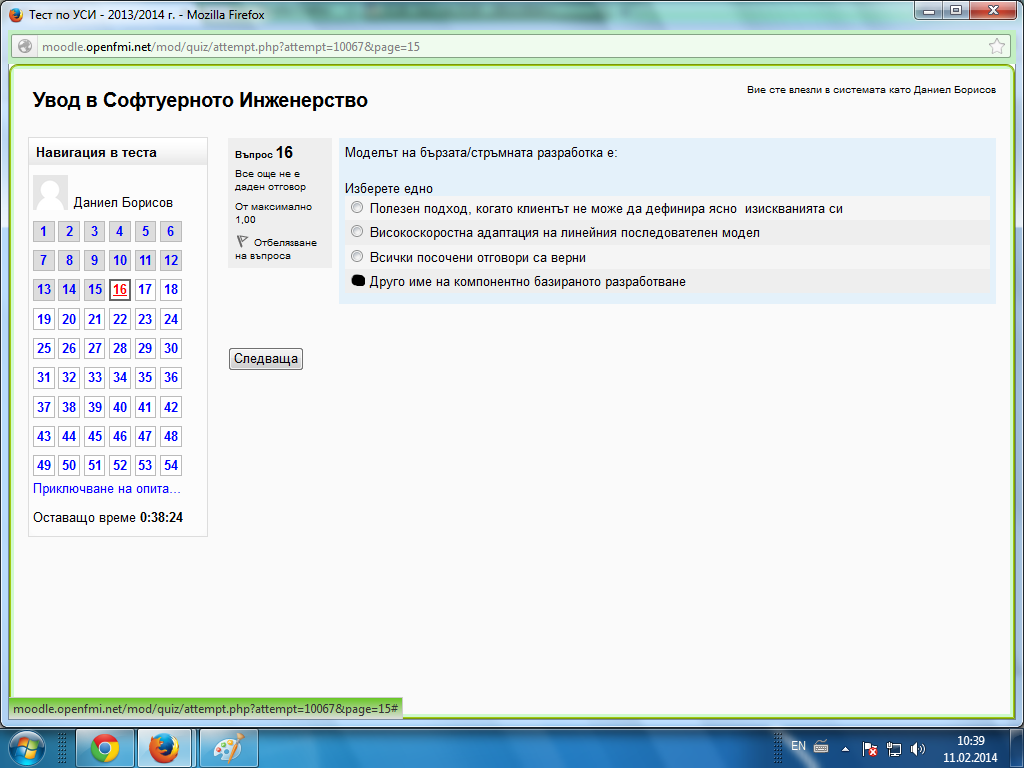 Тест по УСИ - 2013/2014 г. - Mozilla Firefox
moodle.openfmi.net/mod/quiz/attempt.php?attempt=10067&page=15
Увод в Софтуерното Инженерство
Вие сте влезли в системата като Даниел Борисов
Навигация в теста
Даниел Борисов
1 2 3 4 5 6
7 8 9 10 11 12
13 14 15 16 17 18
19 20 21 22 23 24
25 26 27 28 29 30
31 32 33 34 35 36
37 38 39 40 41 42
43 44 45 46 47 48
49 50 51 52 53 54
Приключване на опита...
Оставащо време 0:38:24
Въпрос 16
Все още не е
даден отговор
От максимално
1,00
Отбелязване
на въпроса
Моделът на бързата/стръмната разработка е:
Изберете едно
Полезен подход, когато клиентът не може да дефинира ясно изискванията си
Високоскоростна адаптация на линейния последователен модел
Всички посочени отговори са верни
Друго име на компонентно базираното разработване
Следваща
moodle.openfmi.net/mod/quiz/attempt.php?attempt=10067&page=15#
EN
10:39
11.02.2014